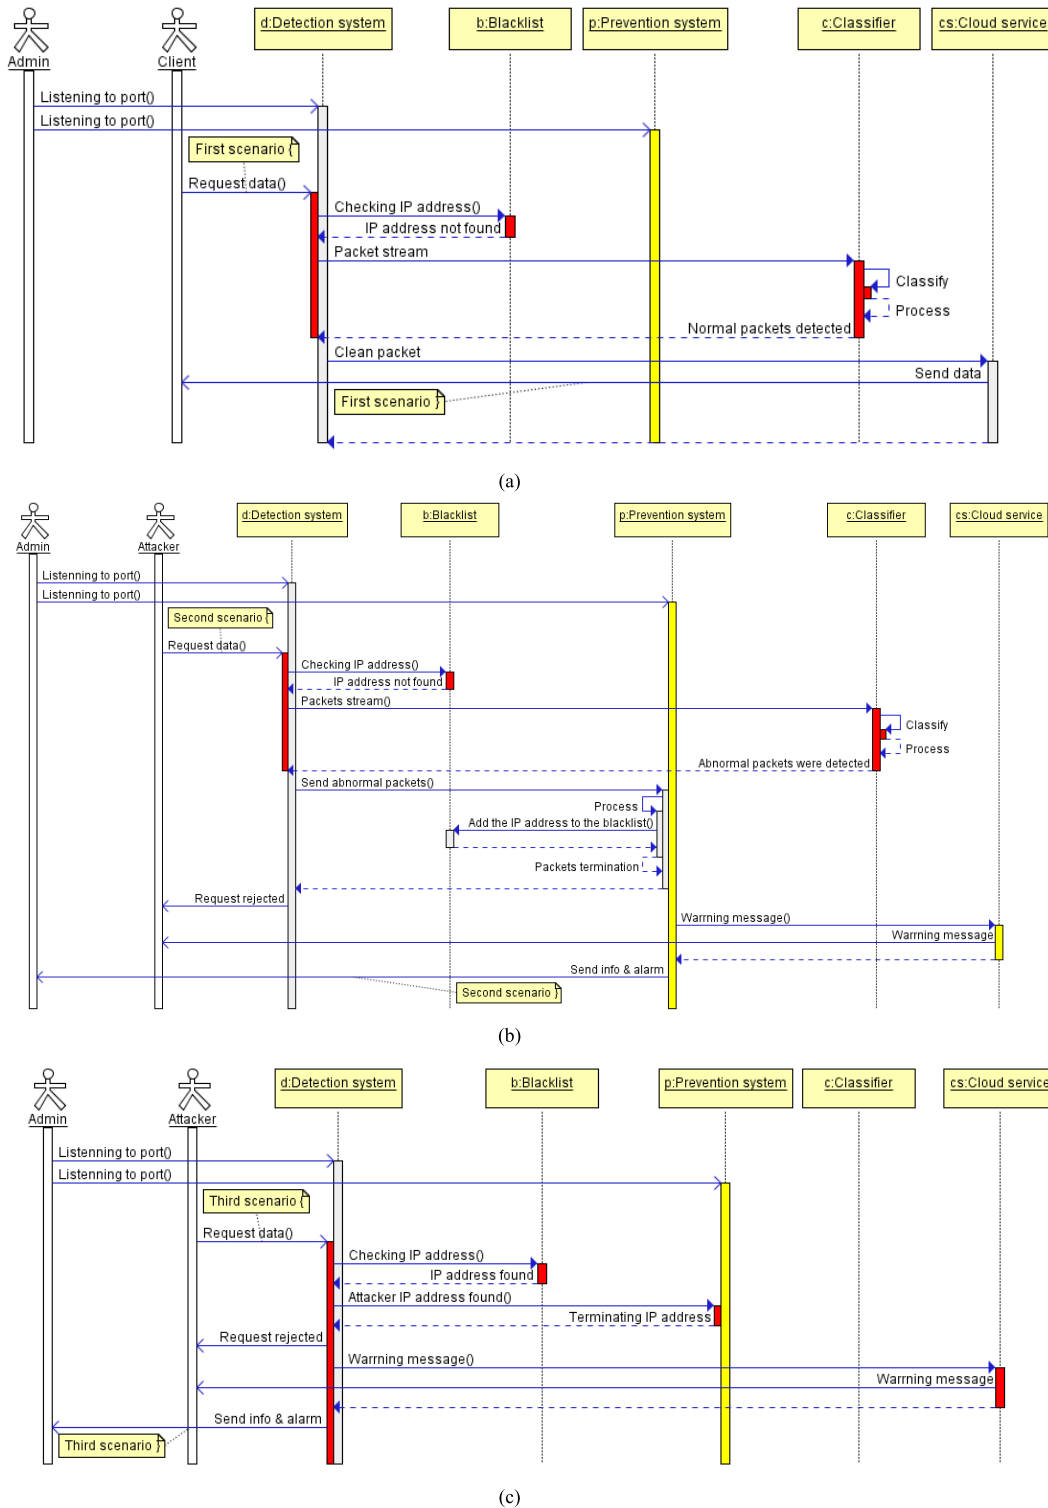 d:Detection system b:Blacklist p:Prevention system c:Classifier cs:Cloud service
Admin Client
Listening to port()
Listening to port()
First scenario {
Request data()
Checking IP address()
IP address not found
Packet stream
Classify
Process
Normal packets detected
Clean packet
Send data
First scenario }
(a)
d:Detection system b:Blacklist p:Prevention system c:Classifier cs:Cloud service
Admin Attacker
Listenning to port()
Listenning to port()
Second scenario {
Request data()
Checking IP address()
IP address not found
Packets stream()
Classify
Process
Abnormal packets were detected
Send abnormal packets()
Process
Add the IP address to the blacklist()
Packets termination
Request rejected
Warrning message()
Warrning message
Send info & alarm
Second scenario }
(b)
d:Detection system b:Blacklist p:Prevention system c:Classifier cs:Cloud service
Admin Attacker
Listenning to port()
Listenning to port()
Third scenario {
Request data()
Checking IP address()
IP address found
Attacker IP address found()
Terminating IP address
Request rejected
Warrning message()
Warrning message
Send info & alarm
Third scenario }
(c)